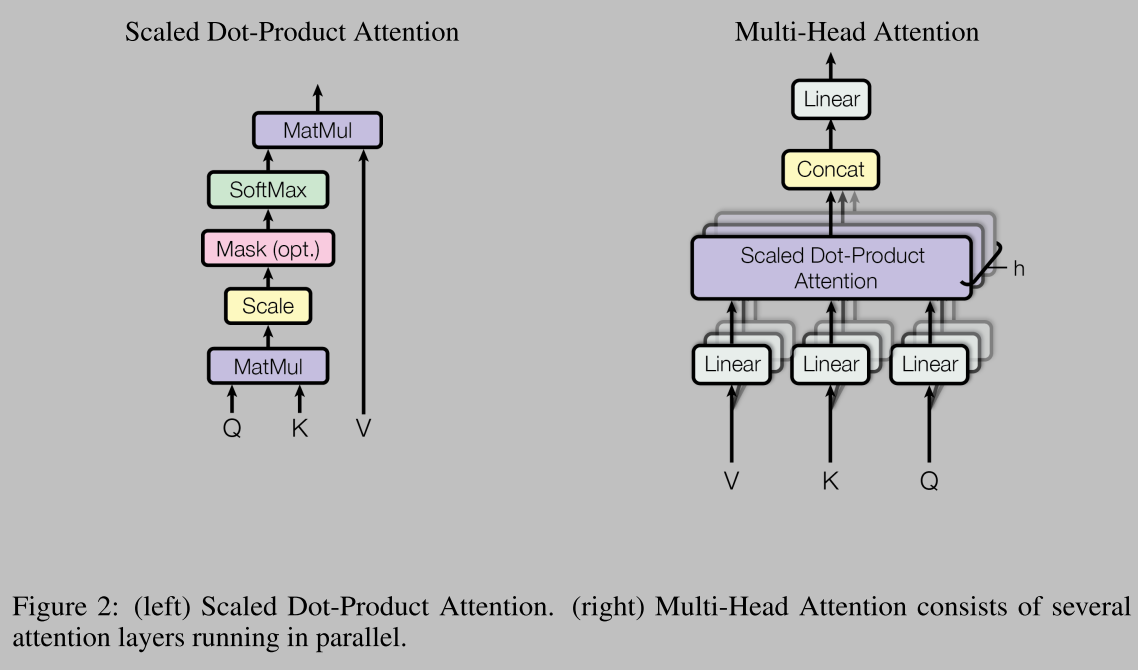 Scaled Dot-Product Attention
MatMul
SoftMax
Mask (opt.)
Scale
MatMul
Q K V
Multi-Head Attention
Linear
Concat
Scaled Dot-Product
Attention
h
Linear Linear Linear
V K Q
Figure 2: (left) Scaled Dot-Product Attention. (right) Multi-Head Attention consists of several
attention layers running in parallel.